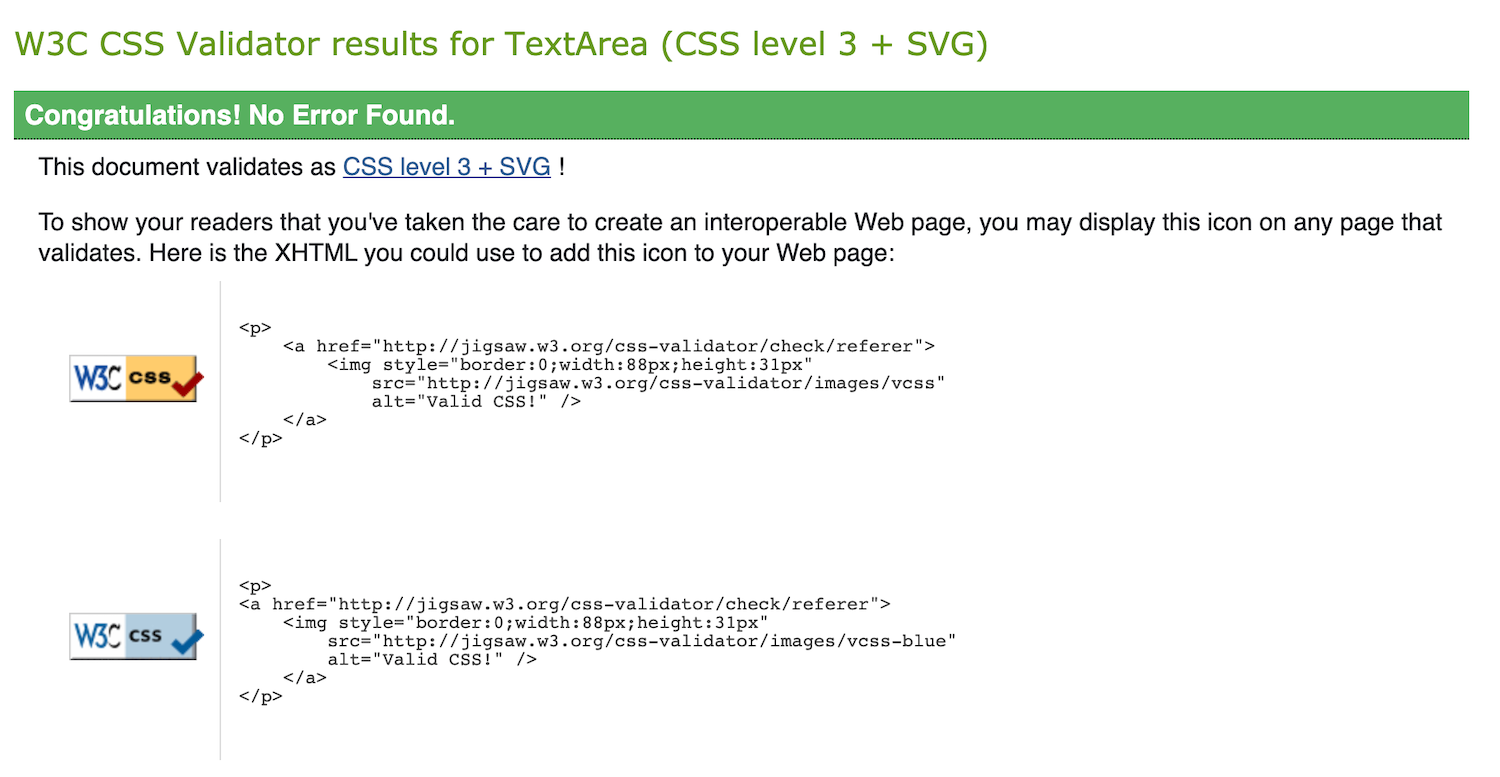 W3C CSS Validator results for TextArea (CSS level 3 + SVG)
Congratulations! No Error Found.
This document validates as CSS level 3 + SVG !
To show your readers that you've taken the care to create an interoperable Web page, you may display this icon on any page that
validates. Here is the XHTML you could use to add this icon to your Web page:
W3C css
<p>
    <a href="http://jigsaw.w3.org/css-validator/check/referer">
        <img style="border:0;width:88px;height:31px"
            src="http://jigsaw.w3.org/css-validator/images/vcss"
            alt="Valid CSS!" />
    </a>
</p>
W3C css
<p>
<a href="http://jigsaw.w3.org/css-validator/check/referer">
    <img style="border:0;width:88px;height:31px"
        src="http://jigsaw.w3.org/css-validator/images/vcss-blue"
        alt="Valid CSS!" />
    </a>
</p>